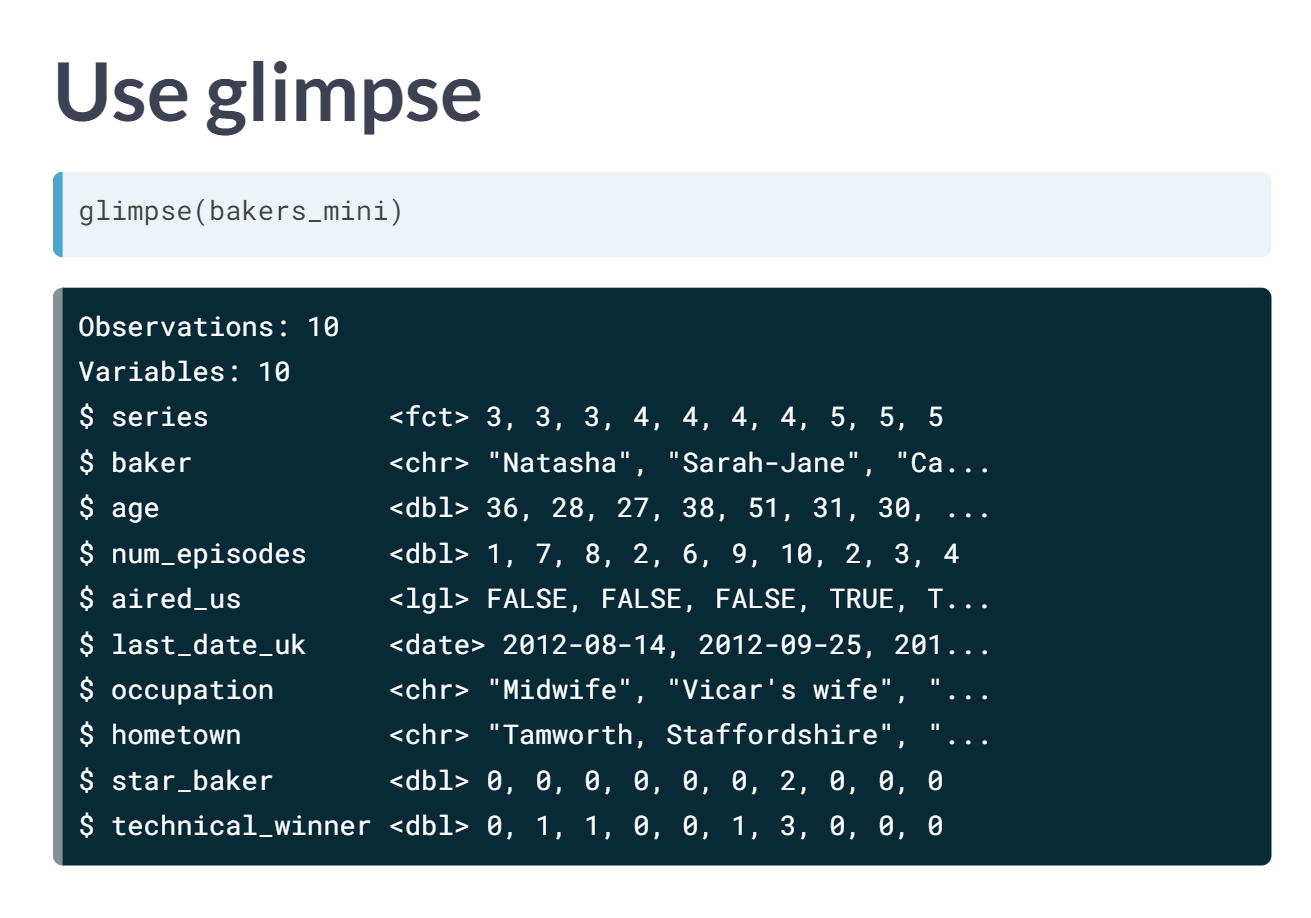 Use glimpse
glimpse(bakers_mini)
Observations: 10
Variables: 10
$ series           <fct> 3, 3, 3, 4, 4, 4, 4, 5, 5, 5
$ baker            <chr> "Natasha", "Sarah-Jane", "Ca...
$ age              <dbl> 36, 28, 27, 38, 51, 31, 30, ...
$ num_episodes     <dbl> 1, 7, 8, 2, 6, 9, 10, 2, 3, 4
$ aired_us         <lgl> FALSE, FALSE, FALSE, TRUE, T...
$ last_date_uk     <date> 2012-08-14, 2012-09-25, 201...
$ occupation       <chr> "Midwife", "Vicar's wife", "...
$ hometown         <chr> "Tamworth, Staffordshire", "...
$ star_baker       <dbl> 0, 0, 0, 0, 0, 0, 2, 0, 0, 0
$ technical_winner <dbl> 0, 1, 1, 0, 0, 1, 3, 0, 0, 0